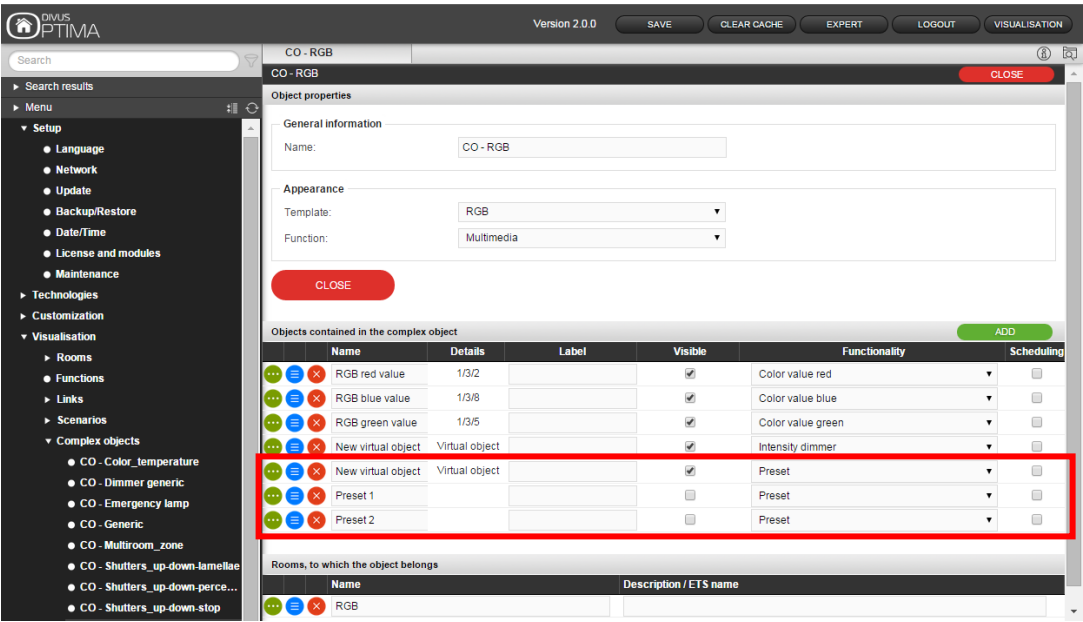 DIVUS
OPTIMA
Version 2.0.0
SAVE
CLEAR CACHE
EXPERT
LOGOUT
VISUALISATION
Search
Search results
Menu
Setup
Language
Network
Update
Backup/Restore
Date/Time
License and modules
Maintenance
Technologies
Customization
Visualisation
Rooms
Functions
Links
Scenarios
Complex objects
CO - Color_temperature
CO - Dimmer generic
CO - Emergency lamp
CO - Generic
CO - Multiroom_zone
CO - Shutters_up-down-lamellae
CO - Shutters_up-down-perce...
CO - Shutters_up-down-stop
CO - RGB
CO - RGB
CLOSE
Object properties
General information
Name: CO - RGB
Appearance
Template: RGB
Function: Multimedia
CLOSE
Objects contained in the complex object ADD
Name Details Label Visible Functionality Scheduling
RGB red value 1/3/2 Color value red
RGB blue value 1/3/8 Color value blue
RGB green value 1/3/5 Color value green
New virtual object Virtual object Intensity dimmer
New virtual object Virtual object Preset
Preset 1 Preset
Preset 2 Preset
Rooms, to which the object belongs
Name Description / ETS name
RGB